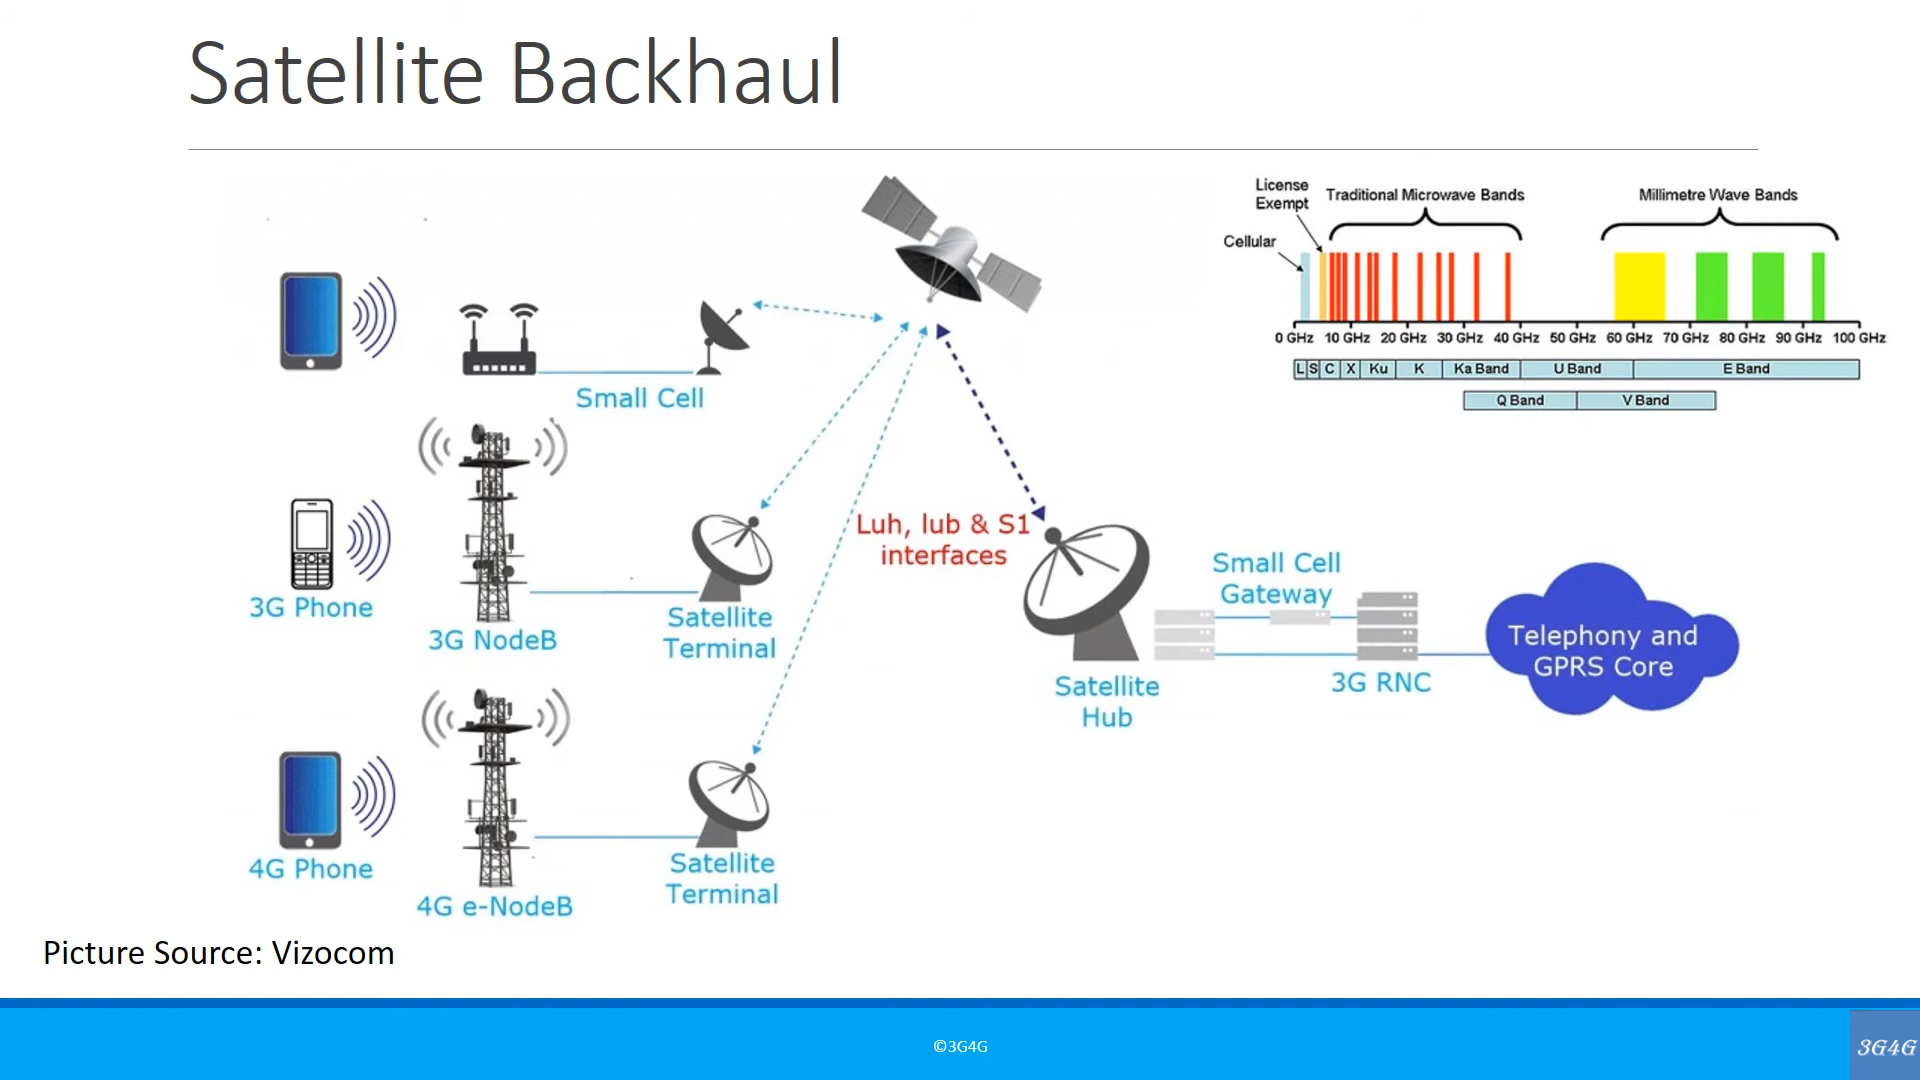 Satellite Backhaul
License
Exempt
Traditional Microwave Bands
Millimetre Wave Bands
Cellular
0 GHz 10 GHz 20 GHz 30 GHz 40 GHz 50 GHz 60 GHz 70 GHz 80 GHz 90 GHz 100 GHz
L S C X Ku K Ka Band U Band E Band
Q Band V Band
Small Cell
3G Phone
3G NodeB
Satellite
Terminal
Luh, lub & S1
interfaces
Satellite
Hub
Small Cell
Gateway
3G RNC
Telephony and
GPRS Core
4G Phone
4G e-NodeB
Satellite
Terminal
Picture Source: Vizocom
©3G4G
3G4G